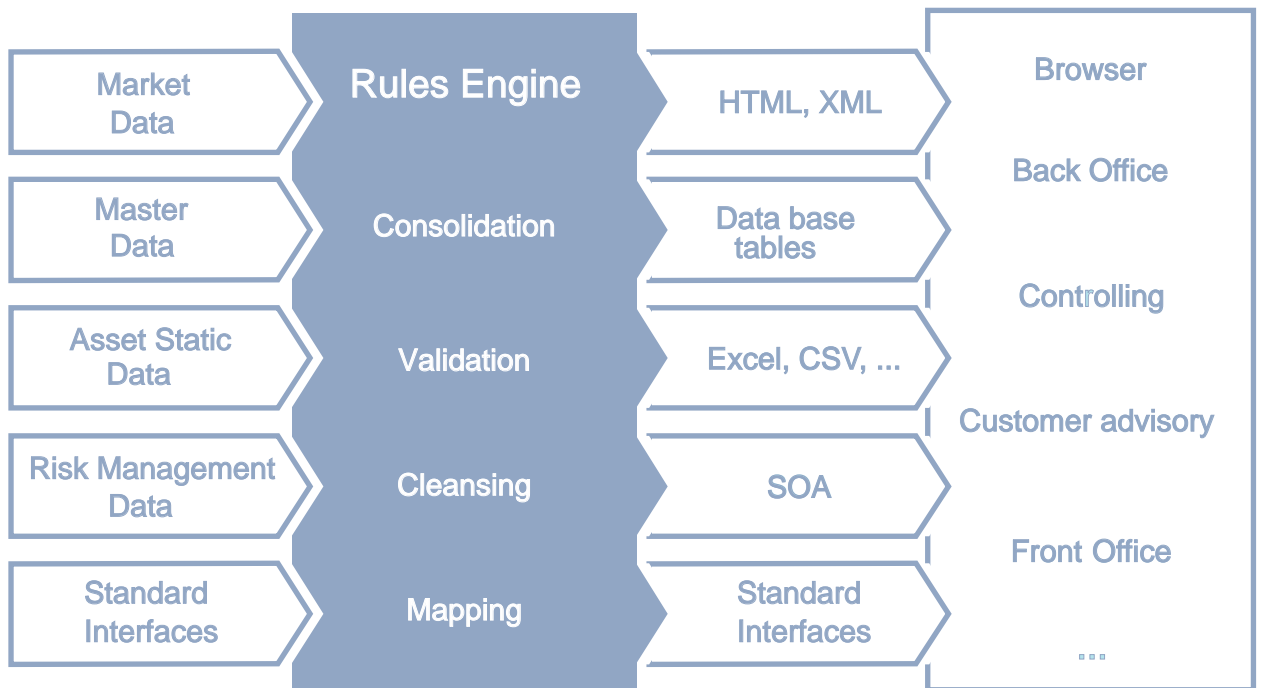 Market
Data
Master
Data
Asset Static
Data
Risk Management
Data
Standard
Interfaces
Rules Engine
Consolidation
Validation
Cleansing
Mapping
HTML, XML
Data base
tables
Excel, CSV, ...
SOA
Standard
Interfaces
Browser
Back Office
Controlling
Customer advisory
Front Office
...